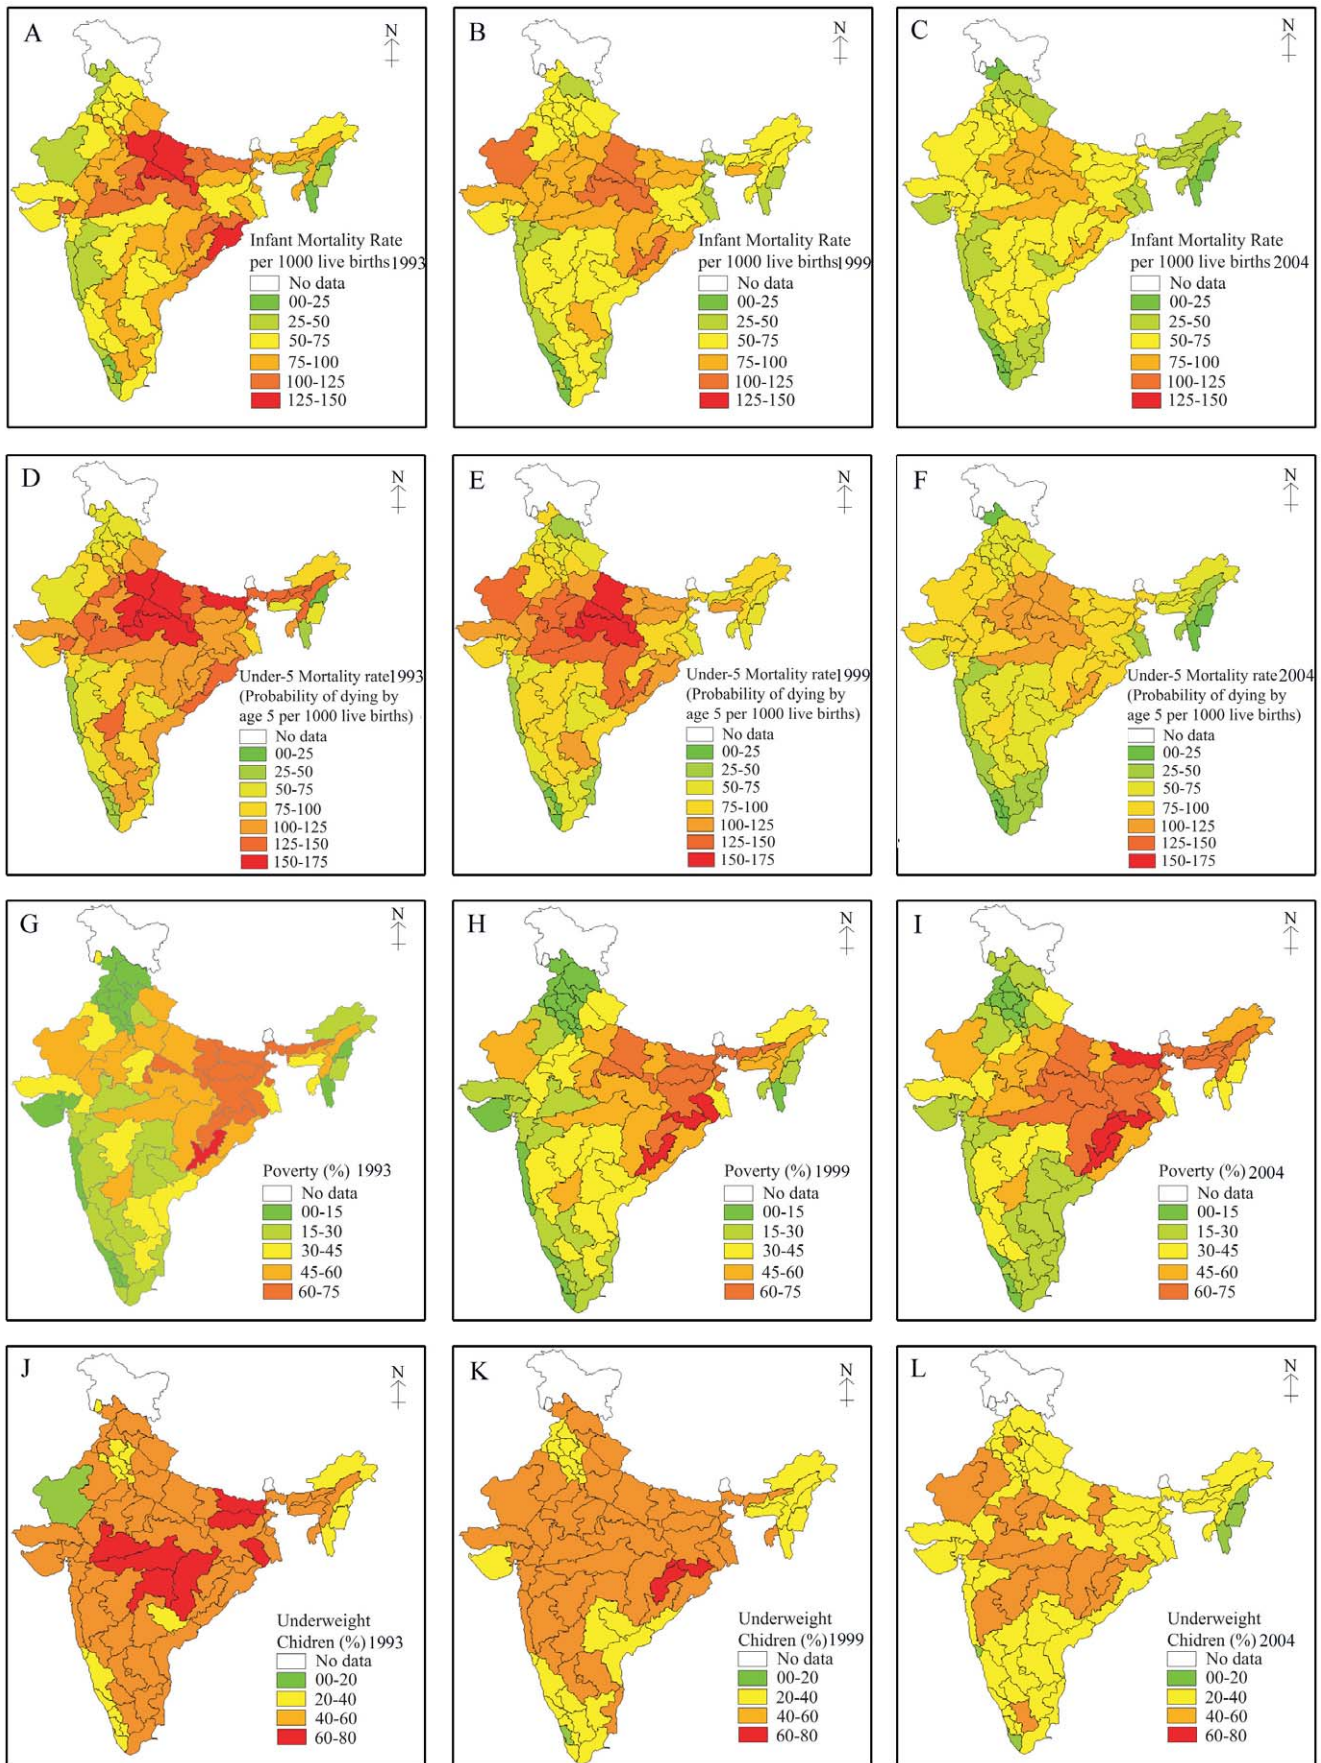 A
N
Infant Mortality Rate
per 1000 live births 1993
No data
00-25
25-50
50-75
75-100
100-125
125-150
B
N
Infant Mortality Rate
per 1000 live births1999
No data
00-25
25-50
50-75
75-100
100-125
125-150
C
N
Infant Mortality Rate
per 1000 live births 2004
No data
00-25
25-50
50-75
75-100
100-125
125-150
D
N
Under-5 Mortality rate1993
(Probability of dying by
age 5 per 1000 live births)
No data
00-25
25-50
50-75
75-100
100-125
125-150
150-175
E
N
Under-5 Mortality rate1999
(Probability of dying by
age 5 per 1000 live births)
No data
00-25
25-50
50-75
75-100
100-125
125-150
150-175
F
N
Under-5 Mortality rate 2004
(Probability of dying by
age 5 per 1000 live births)
No data
00-25
25-50
50-75
75-100
100-125
125-150
150-175
G
N
Poverty (%) 1993
No data
00-15
15-30
30-45
45-60
60-75
H
N
Poverty (%) 1999
No data
00-15
15-30
30-45
45-60
60-75
I
N
Poverty (%) 2004
No data
00-15
15-30
30-45
45-60
60-75
J
N
Underweight
Chidren (%) 1993
No data
00-20
20-40
40-60
60-80
K
N
Underweight
Chidren (%) 1999
No data
00-20
20-40
40-60
60-80
L
N
Underweight
Chidren (%) 2004
No data
00-20
20-40
40-60
60-80